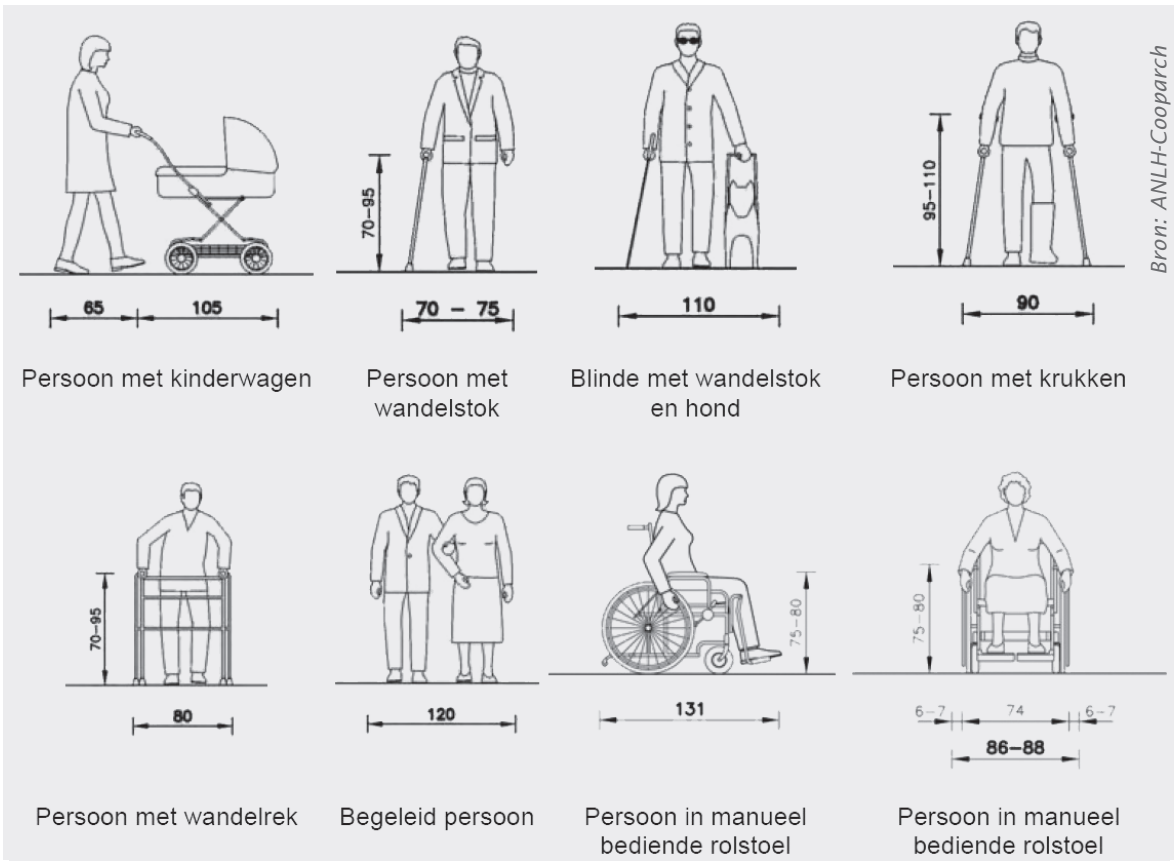 Bron: ANLH-Cooparch
70-95
95-110
65
105
70 - 75
110
90
Persoon met kinderwagen
Persoon met
wandelstok
Blinde met wandelstok
en hond
Persoon met krukken
70-95
75-80
75-80
80
120
131
6-7
74
6-7
86-88
Persoon met wandelrek
Begeleid persoon
Persoon in manueel
bediende rolstoel
Persoon in manueel
bediende rolstoel